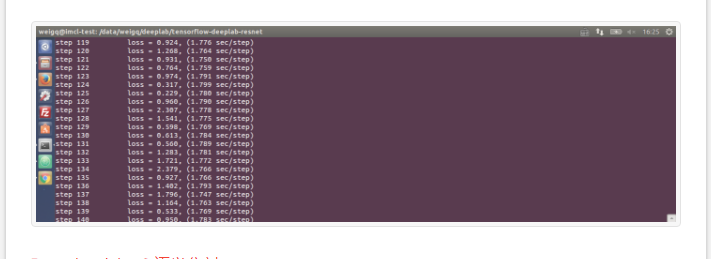 weigq@imcl-test: /data/weigq/deeplab/tensorflow-deeplab-resnet 16:25
step 119 loss = 0.924, (1.776 sec/step)
step 120 loss = 1.268, (1.764 sec/step)
step 121 loss = 0.931, (1.750 sec/step)
step 122 loss = 0.764, (1.759 sec/step)
step 123 loss = 0.974, (1.791 sec/step)
step 124 loss = 0.317, (1.799 sec/step)
step 125 loss = 0.229, (1.780 sec/step)
step 126 loss = 0.960, (1.790 sec/step)
step 127 loss = 2.307, (1.778 sec/step)
step 128 loss = 1.541, (1.775 sec/step)
step 129 loss = 0.598, (1.769 sec/step)
step 130 loss = 0.613, (1.784 sec/step)
step 131 loss = 0.560, (1.789 sec/step)
step 132 loss = 1.283, (1.781 sec/step)
step 133 loss = 1.721, (1.772 sec/step)
step 134 loss = 2.379, (1.766 sec/step)
step 135 loss = 0.927, (1.766 sec/step)
step 136 loss = 1.402, (1.793 sec/step)
step 137 loss = 1.796, (1.747 sec/step)
step 138 loss = 1.164, (1.763 sec/step)
step 139 loss = 0.533, (1.769 sec/step)
step 140 loss = 0.950, (1.783 sec/step)